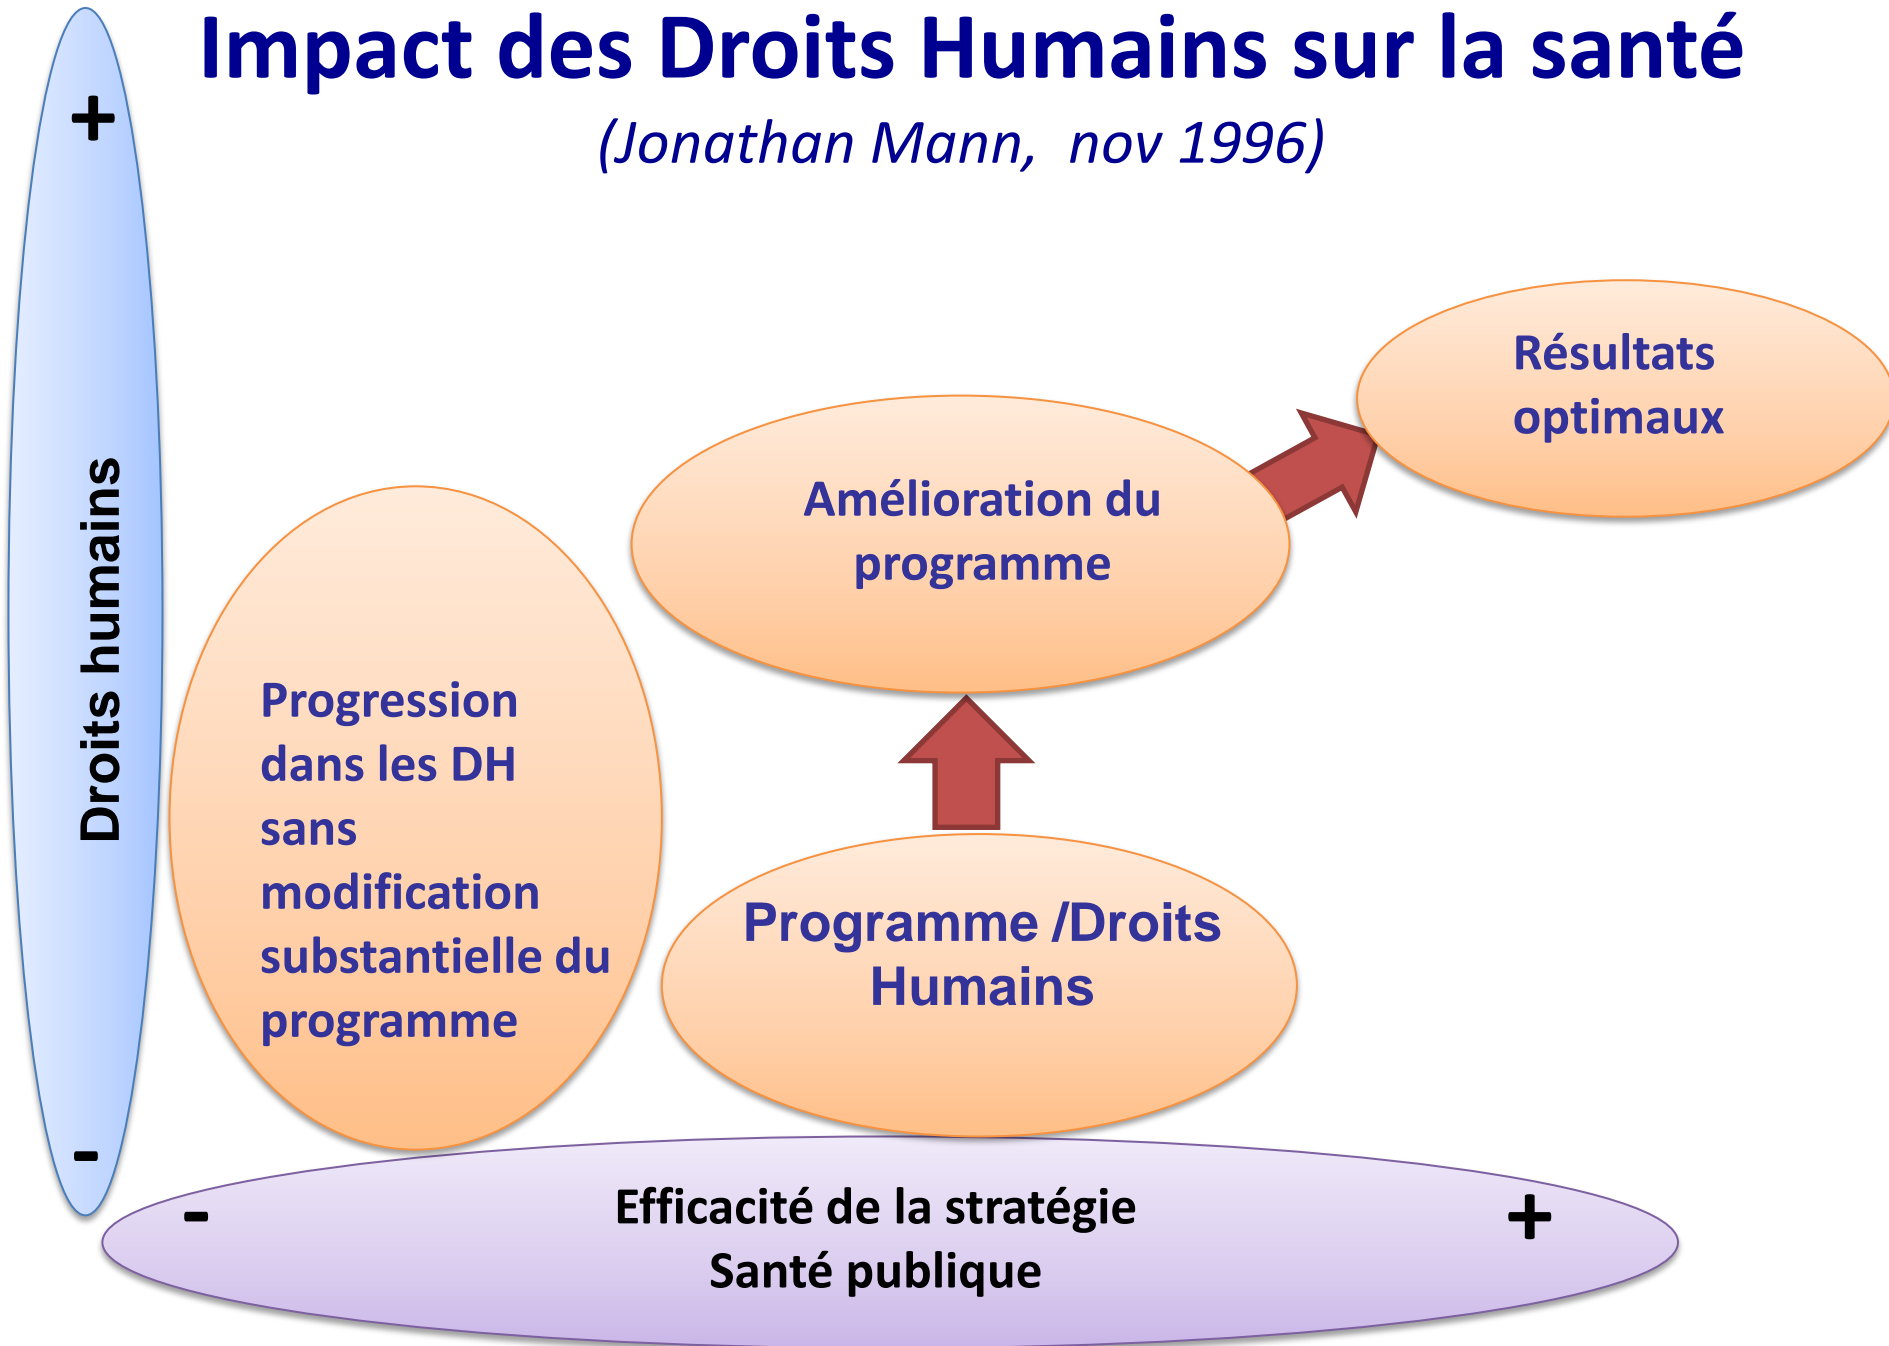 Impact des Droits Humains sur la santé
(Jonathan Mann, nov 1996)
+
Droits humains
-
Résultats
optimaux
Amélioration du
programme
Progression
dans les DH
sans
modification
substantielle du
programme
Programme /Droits
Humains
-
Efficacité de la stratégie
Santé publique
+